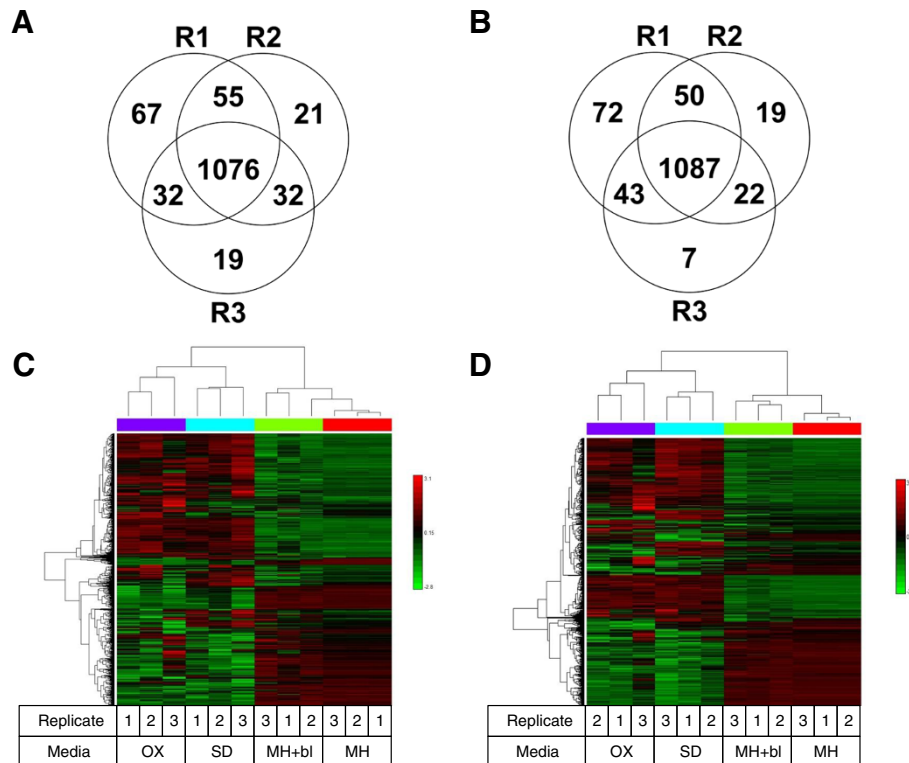 A
B
R1 R2
R1 R2
67 55 21
72 50 19
1076
1087
32 32
43 22
19
7
R3
R3
C
D
3.1
0.15
-2.8
Replicate 1 2 3 1 2 3 3 1 2 3 2 1
Media OX SD MH+bl MH
Replicate 2 1 3 3 1 2 3 1 2 3 1 2
Media OX SD MH+bl MH